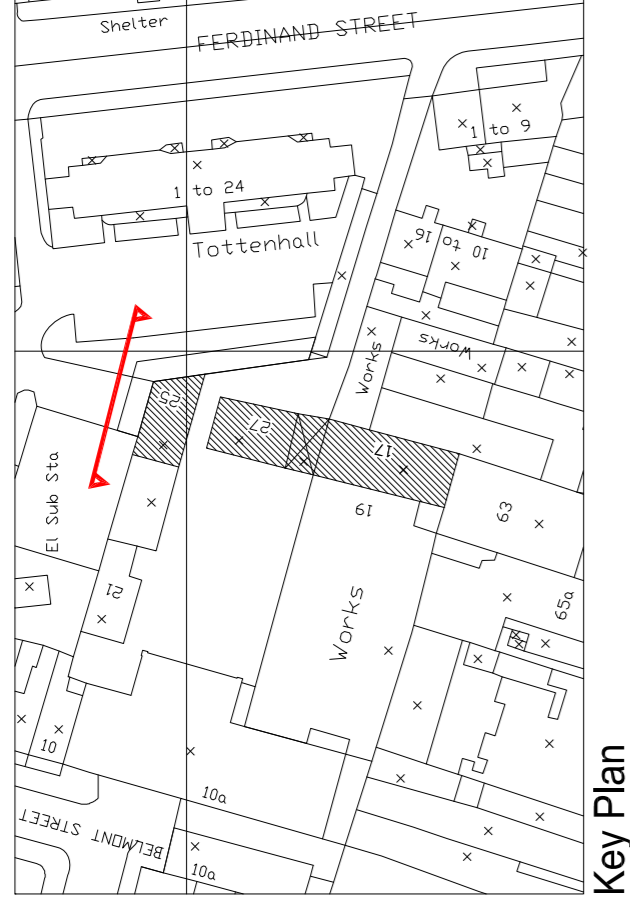 Shelter
FERDINAND STREET
1 to 9
1 to 24
Tottenhall
10 to 16
Works
Works
25
27
17
El Sub Sta
19
63
21
Works
65a
10
10a
BELMONT STREET
10a
Key Plan